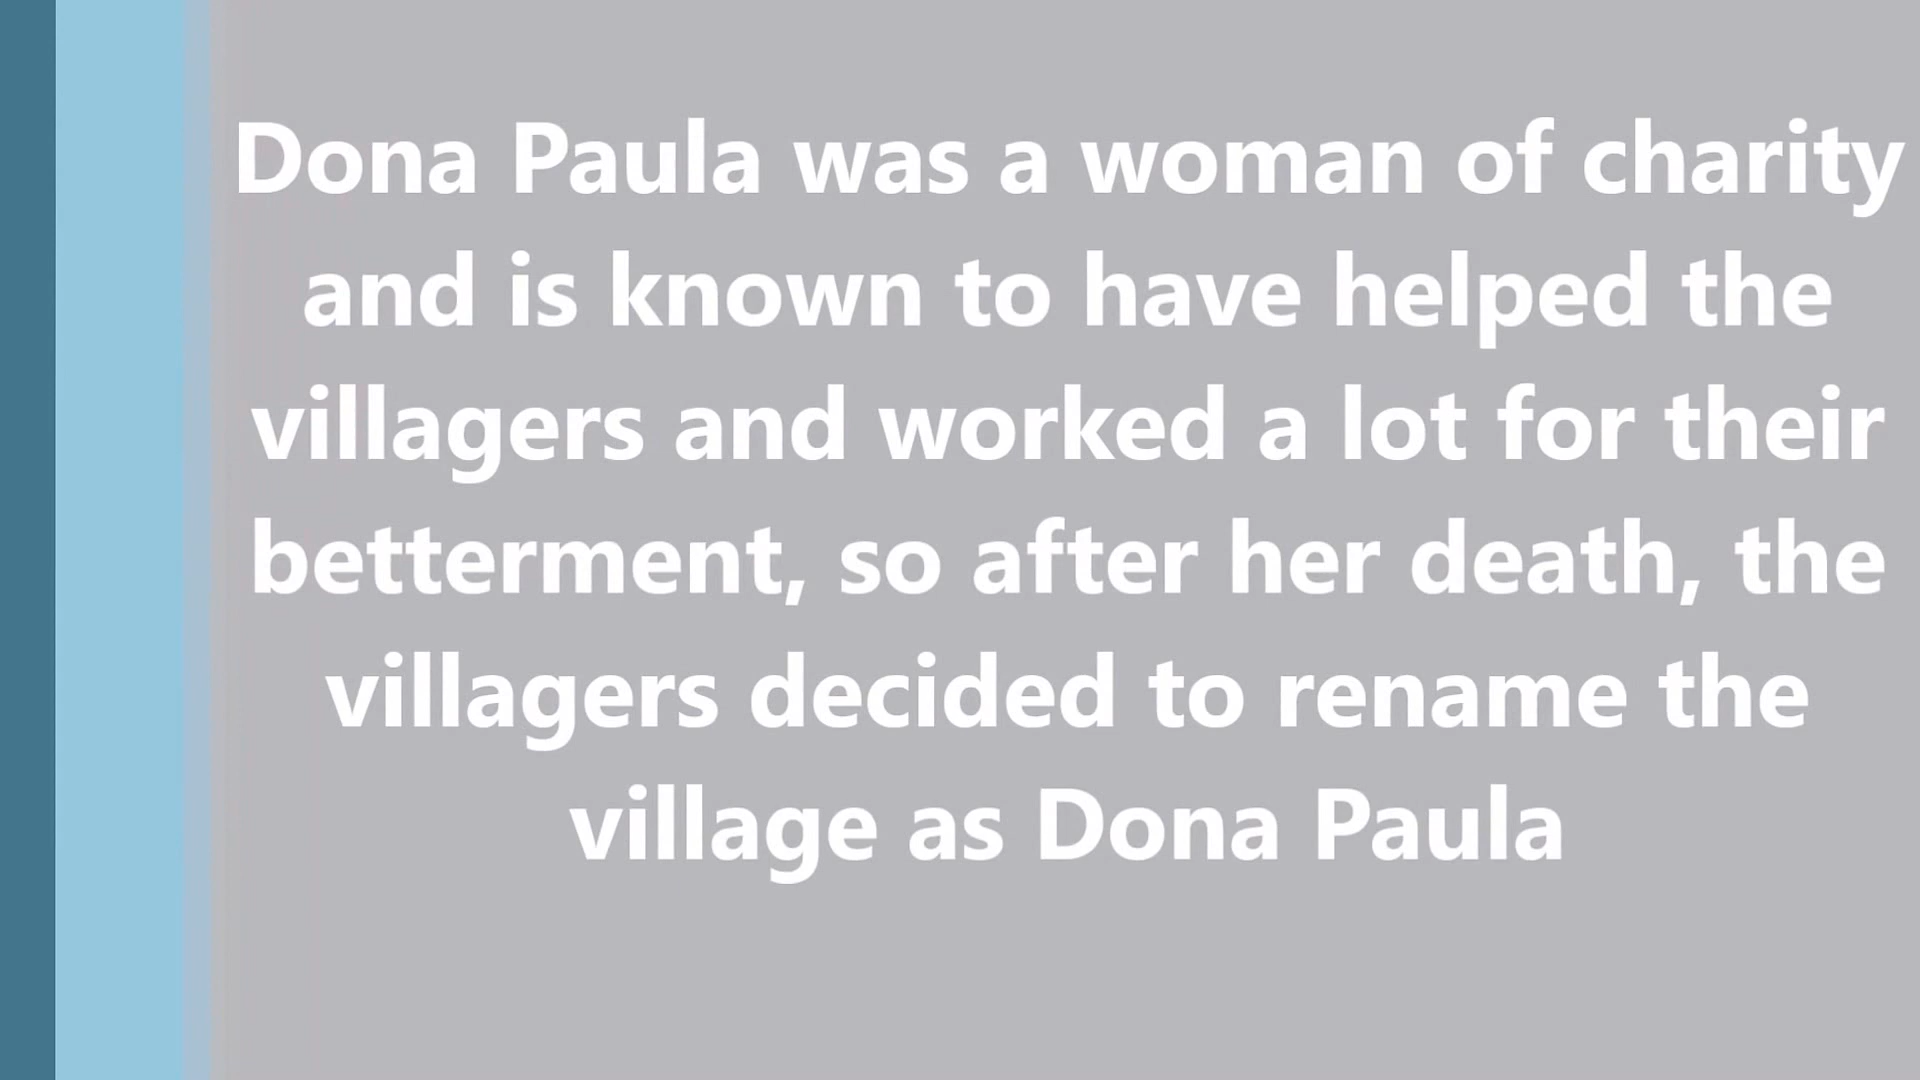 Dona Paula was a woman of charity
and is known to have helped the
villagers and worked a lot for their
betterment, so after her death, the
villagers decided to rename the
village as Dona Paula